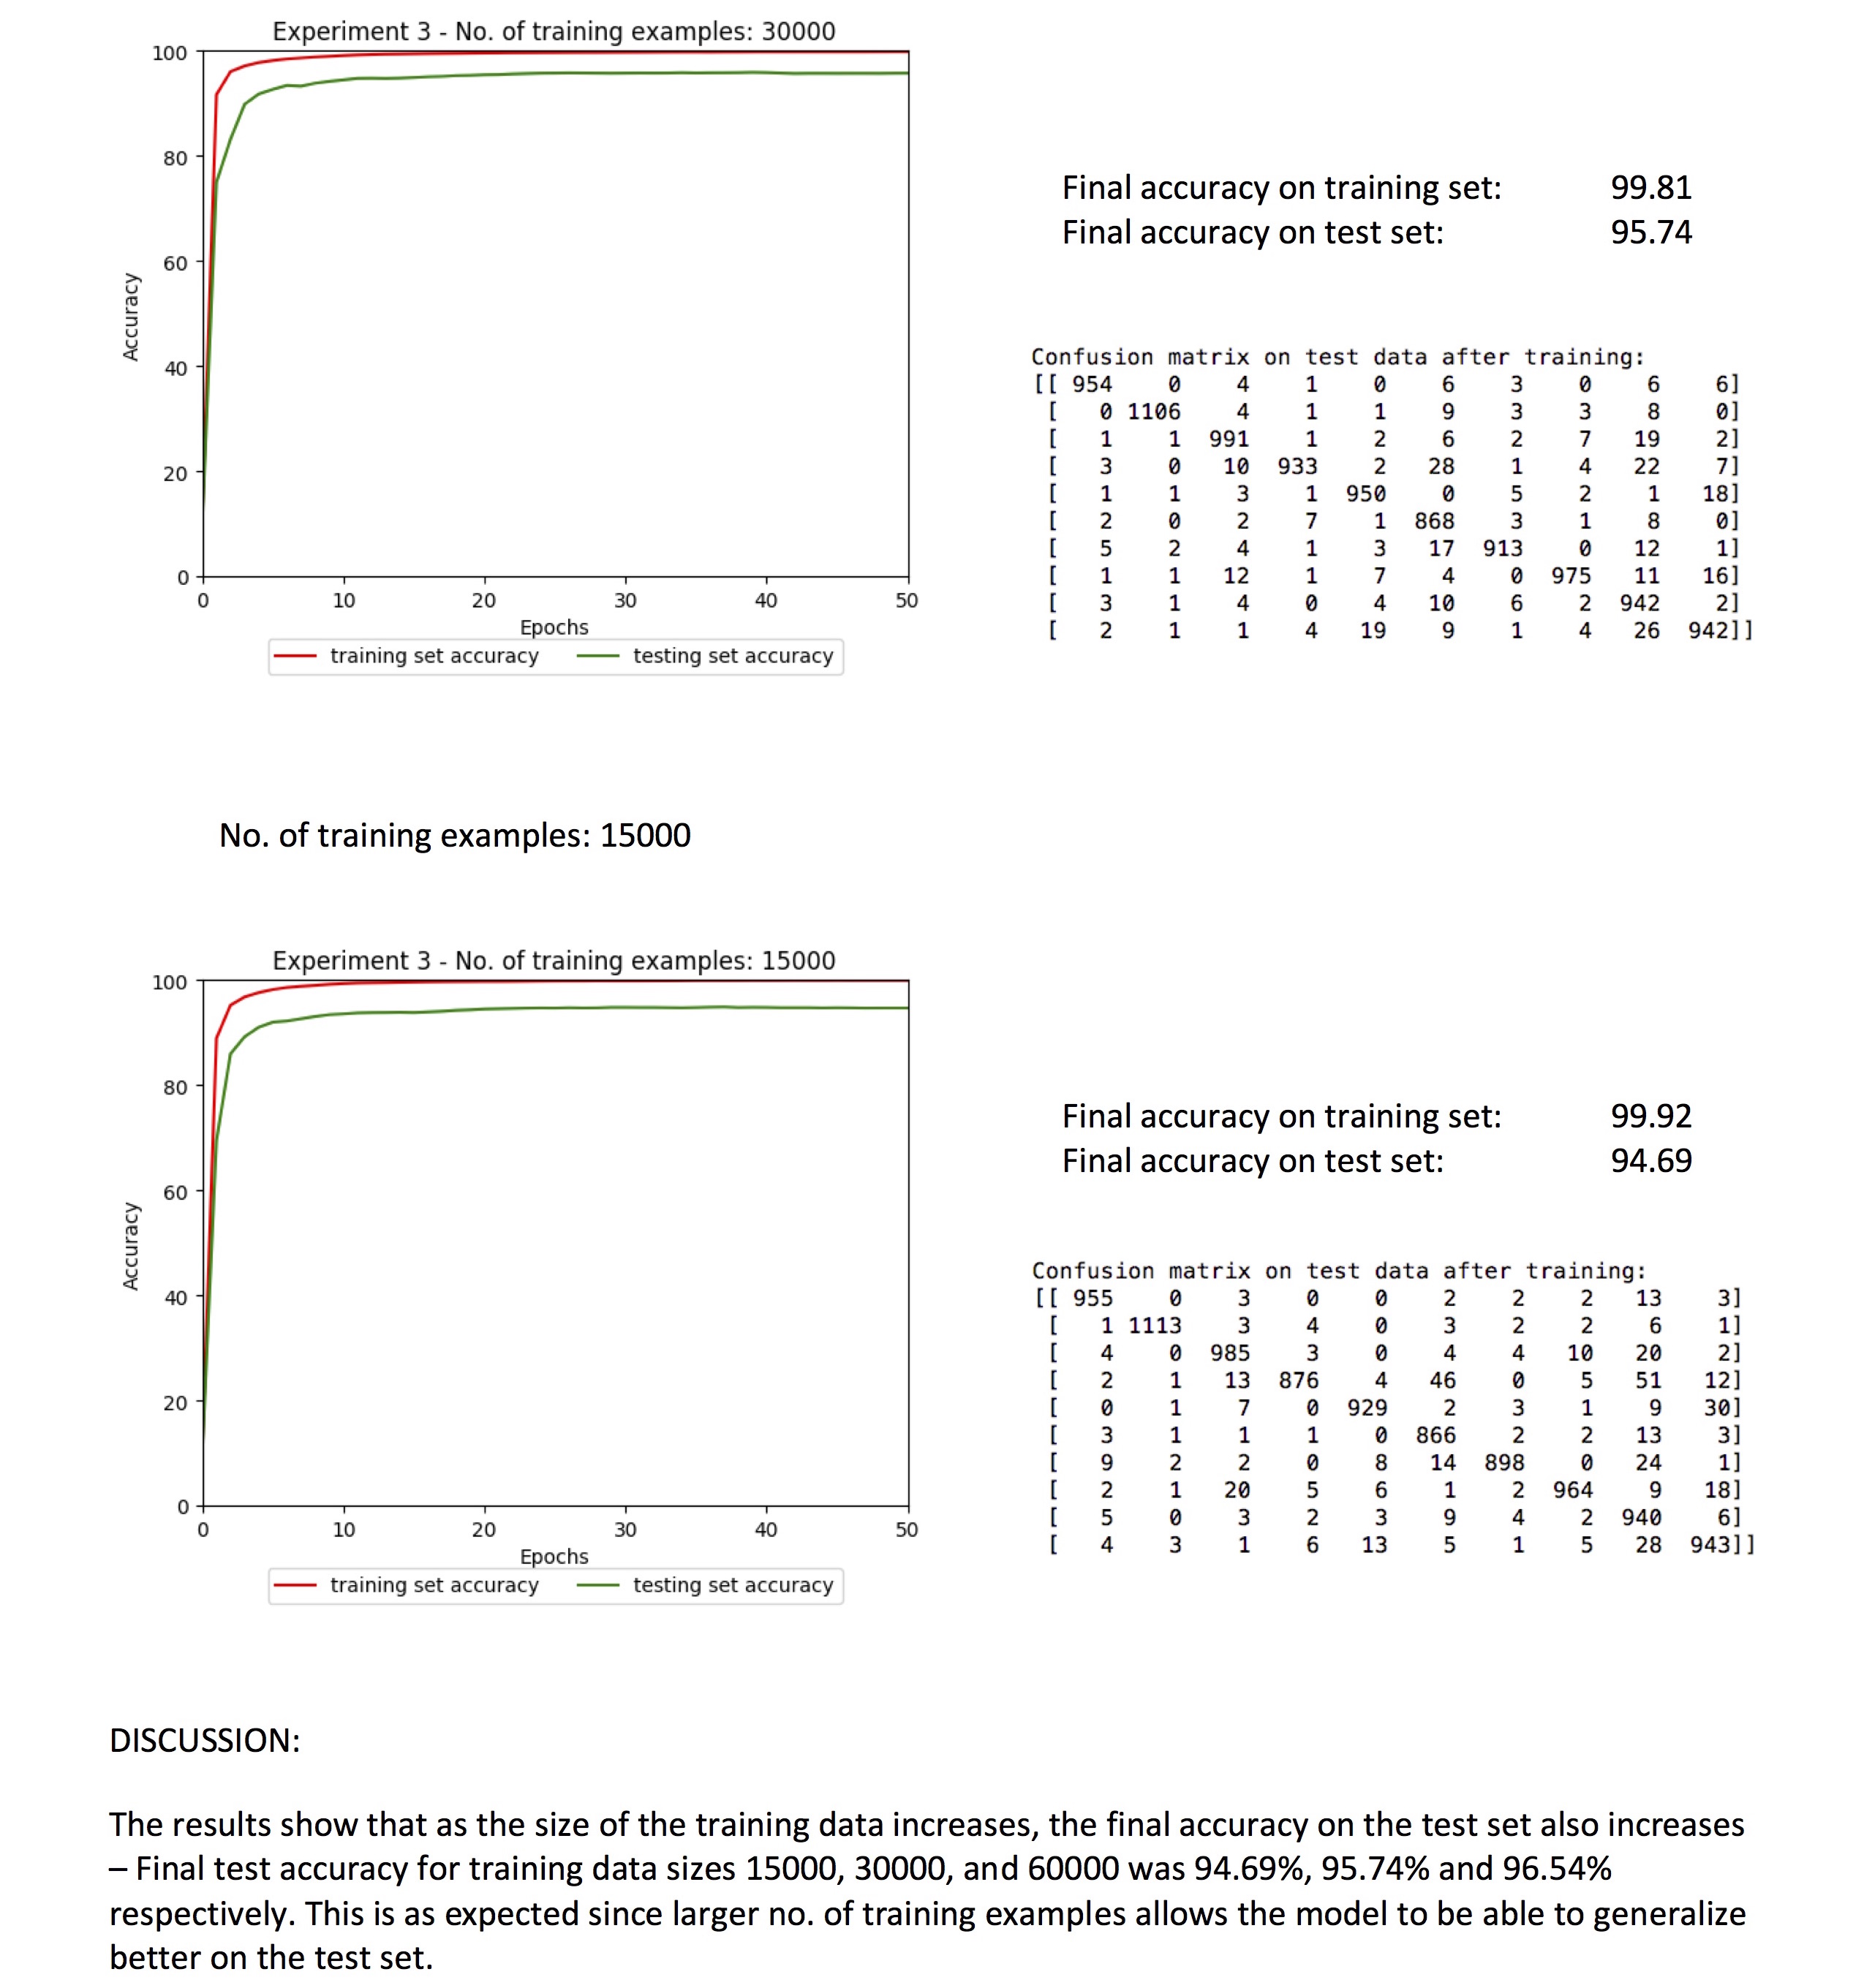 Experiment 3 - No. of training examples: 30000
100
80
60
40
20
0
Accuracy
0 10 20 30 40 50
Epochs
training set accuracy testing set accuracy
Final accuracy on training set: 99.81
Final accuracy on test set: 95.74
Confusion matrix on test data after training:
[[ 954 0 4 1 0 6 3 0 6 6]
[ 0 1106 4 1 1 9 3 3 8 0]
[ 1 1 991 1 2 6 2 7 19 2]
[ 3 0 10 933 2 28 1 4 22 7]
[ 1 1 3 1 950 0 5 2 1 18]
[ 2 0 2 7 1 868 3 1 8 0]
[ 5 2 4 1 3 17 913 0 12 1]
[ 1 1 12 1 7 4 0 975 11 16]
[ 3 1 4 0 4 10 6 2 942 2]
[ 2 1 1 4 19 9 1 4 26 942]]
No. of training examples: 15000
Experiment 3 - No. of training examples: 15000
100
80
60
40
20
0
Accuracy
0 10 20 30 40 50
Epochs
training set accuracy testing set accuracy
Final accuracy on training set: 99.92
Final accuracy on test set: 94.69
Confusion matrix on test data after training:
[[ 955 0 3 0 0 2 2 2 13 3]
[ 1 1113 3 4 0 3 2 2 6 1]
[ 4 0 985 3 0 4 4 10 20 2]
[ 2 1 13 876 4 46 0 5 51 12]
[ 0 1 7 0 929 2 3 1 9 30]
[ 3 1 1 1 0 866 2 2 13 3]
[ 9 2 2 0 8 14 898 0 24 1]
[ 2 1 20 5 6 1 2 964 9 18]
[ 5 0 3 2 3 9 4 2 940 6]
[ 4 3 1 6 13 5 1 5 28 943]]
DISCUSSION:
The results show that as the size of the training data increases, the final accuracy on the test set also increases
– Final test accuracy for training data sizes 15000, 30000, and 60000 was 94.69%, 95.74% and 96.54%
respectively. This is as expected since larger no. of training examples allows the model to be able to generalize
better on the test set.